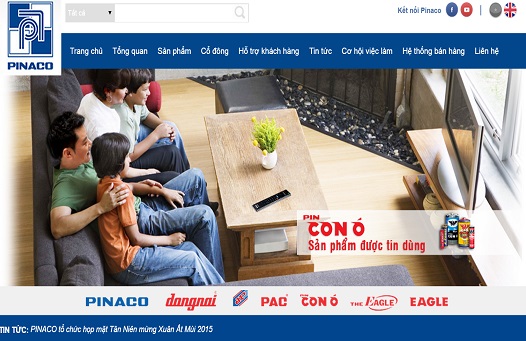 Tất cả
Kết nối Pinaco
PINACO
Trang chủ Tổng quan Sản phẩm Cổ đông Hỗ trợ khách hàng Tin tức Cơ hội việc làm Hệ thống bán hàng Liên hệ
PIN
CON Ó
Sản phẩm được tin dùng
PINACO dongnai PAC PIN CON Ó THE EAGLE EAGLE
TIN TỨC: PINACO tổ chức họp mặt Tân Niên mừng Xuân Ất Mùi 2015